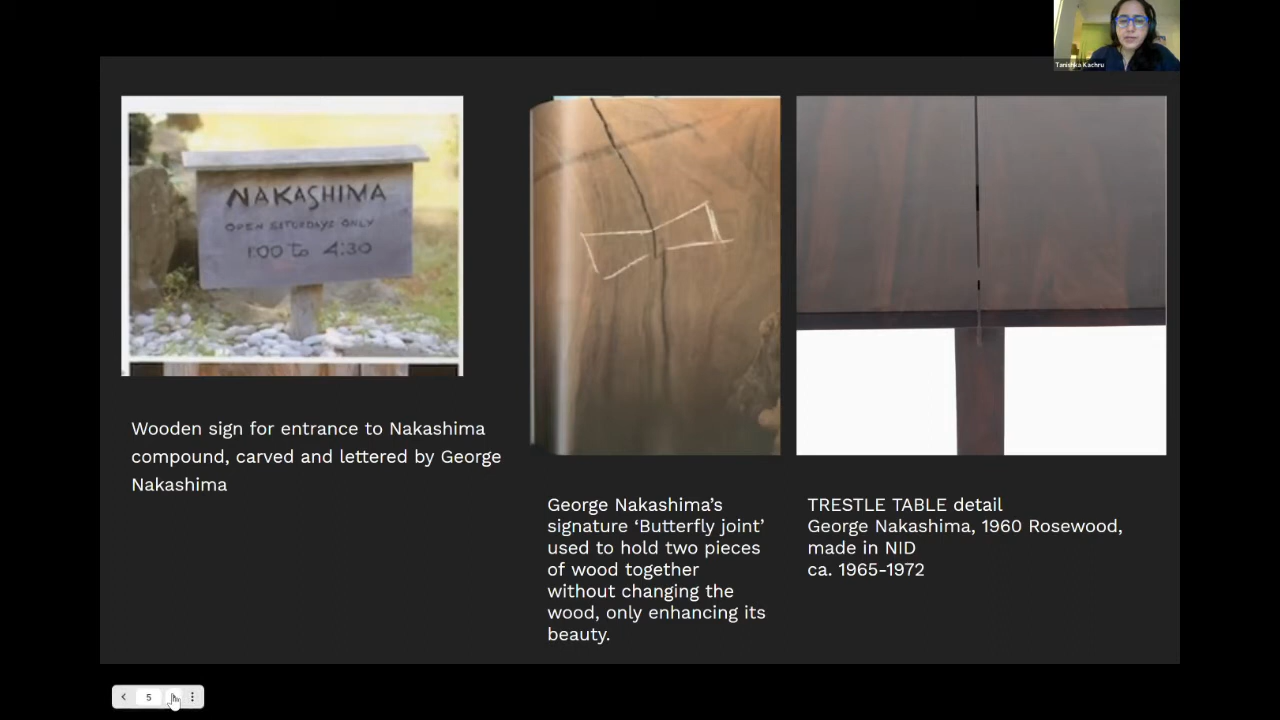 Tanishka Kachru
NAKASHIMA
OPEN SATURDAYS ONLY
1:00 To 4:30
Wooden sign for entrance to Nakashima
compound, carved and lettered by George
Nakashima
George Nakashima’s
signature ‘Butterfly joint’
used to hold two pieces
of wood together
without changing the
wood, only enhancing its
beauty.
TRESTLE TABLE detail
George Nakashima, 1960 Rosewood,
made in NID
ca. 1965-1972
5